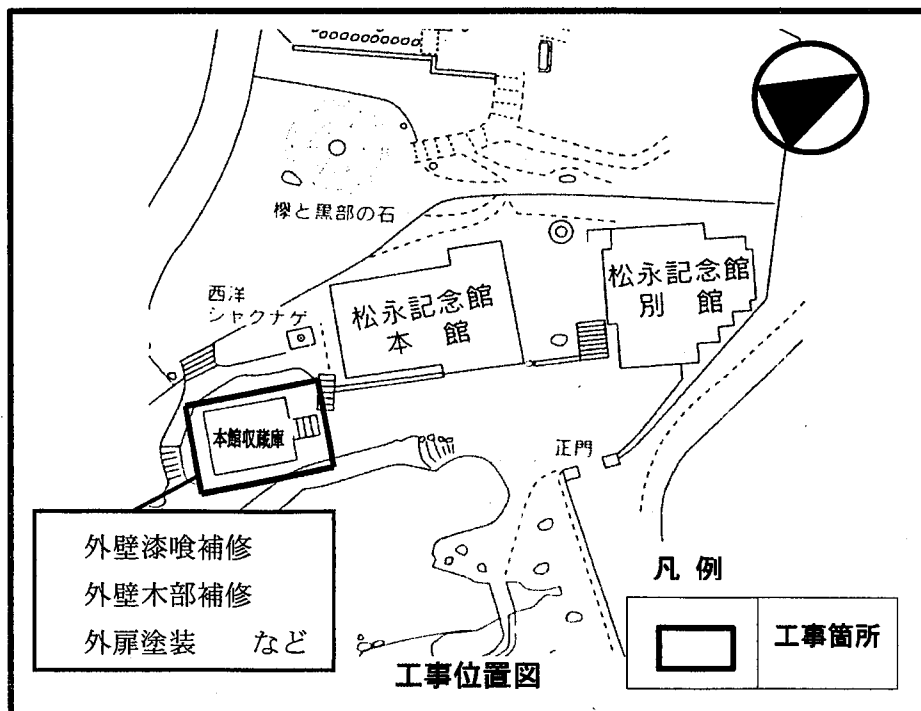 欅と黒部の石
西洋
シャクナゲ
松永記念館
本館
松永記念館
別館
本館収蔵庫
正門
外壁漆喰補修
外壁木部補修
外扉塗装　など
凡 例
工事箇所
工事位置図